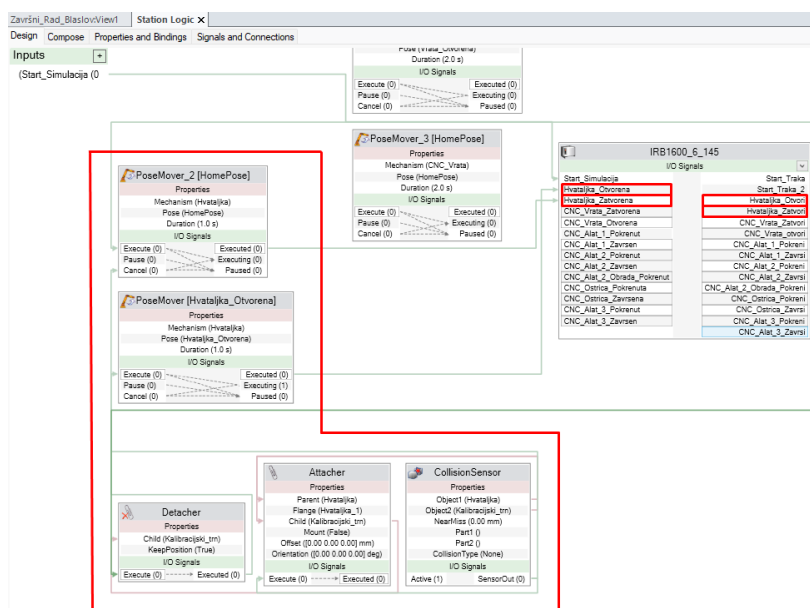 Završni_Rad_Blaslov:View1
Station Logic X
Design Compose Properties and Bindings Signals and Connections
Inputs +
(Start_Simulacija (0
Pose (Vrata_Otvorena)
Duration (2.0 s)
I/O Signals
Execute (0) Executed (0)
Pause (0) Executing (0)
Cancel (0) Paused (0)
PoseMover_3 [HomePose]
Properties
Mechanism (CNC_Vrata)
Pose (HomePose)
Duration (2.0 s)
I/O Signals
Execute (0) Executed (0)
Pause (0) Executing (0)
Cancel (0) Paused (0)
PoseMover_2 [HomePose]
Properties
Mechanism (Hvataljka)
Pose (HomePose)
Duration (1.0 s)
I/O Signals
Execute (0) Executed (0)
Pause (0) Executing (0)
Cancel (0) Paused (0)
PoseMover [Hvataljka_Otvorena]
Properties
Mechanism (Hvataljka)
Pose (Hvataljka_Otvorena)
Duration (1.0 s)
I/O Signals
Execute (0) Executed (0)
Pause (0) Executing (1)
Cancel (0) Paused (0)
IRB1600_6_145
I/O Signals
Start_Simulacija Start_Traka
Hvataljka_Otvorena Start_Traka_2
Hvataljka_Zatvorena Hvataljka_Otvori
CNC_Vrata_Zatvorena Hvataljka_Zatvori
CNC_Vrata_Otvorena CNC_Vrata_Zatvori
CNC_Alat_1_Pokrenut CNC_Vrata_otvori
CNC_Alat_1_Zavrsen CNC_Alat_1_Pokreni
CNC_Alat_2_Pokrenut CNC_Alat_1_Zavrsi
CNC_Alat_2_Zavrsen CNC_Alat_2_Pokreni
CNC_Alat_2_Obrada_Pokrenut CNC_Alat_2_Zavrsi
CNC_Ostrica_Pokrenuta CNC_Alat_2_Obrada_Pokreni
CNC_Ostrica_Zavrsena CNC_Ostrica_Pokreni
CNC_Alat_3_Pokrenut CNC_Ostrica_Zavrsi
CNC_Alat_3_Zavrsen CNC_Alat_3_Pokreni
CNC_Alat_3_Zavrsi
Detacher
Properties
Child (Kalibracijski_trn)
KeepPosition (True)
I/O Signals
Execute (0) Executed (0)
Attacher
Properties
Parent (Hvataljka)
Flange (Hvataljka_1)
Child (Kalibracijski_trn)
Mount (False)
Offset ([0.00 0.00 0.00] mm)
Orientation ([0.00 0.00 0.00] deg)
I/O Signals
Execute (0) Executed (0)
CollisionSensor
Properties
Object1 (Hvataljka)
Object2 (Kalibracijski_trn)
NearMiss (0.00 mm)
Part1 ()
Part2 ()
CollisionType (None)
I/O Signals
Active (1) SensorOut (0)